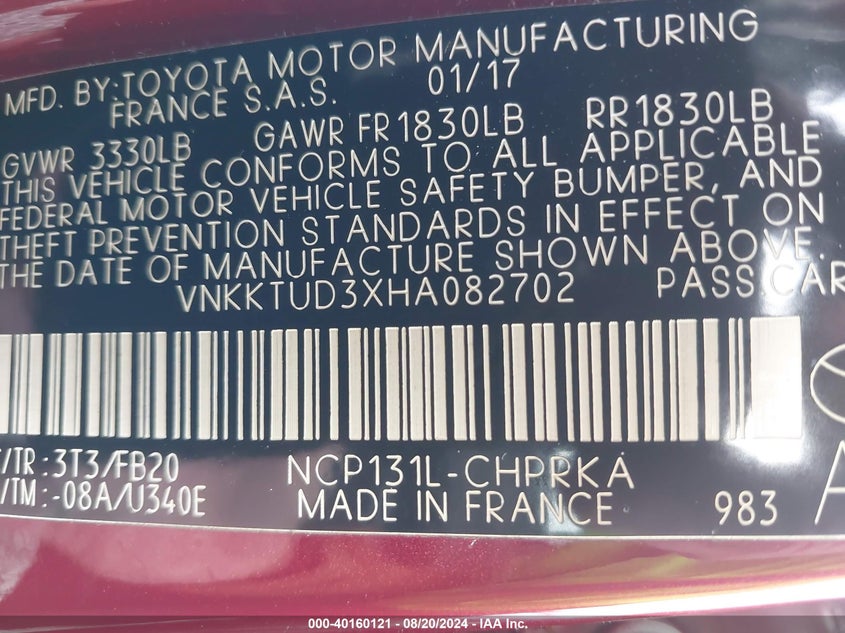 MFD. BY:TOYOTA MOTOR MANUFACTURING
FRANCE S.A.S. 01/17
GVWR 3330LB GAWR FR1830LB RR1830LB
THIS VEHICLE CONFORMS TO ALL APPLICABLE
FEDERAL MOTOR VEHICLE SAFETY BUMPER, AND
THEFT PREVENTION STANDARDS IN EFFECT ON
THE DATE OF MANUFACTURE SHOWN ABOVE.
VNKKTUD3XHA082702 PASS CAR
/TR: 3T3/FB20 NCP131L-CHPRKA
/TM:-08A/U340E MADE IN FRANCE 983
000-40160121 - 08/20/2024 - IAA Inc.